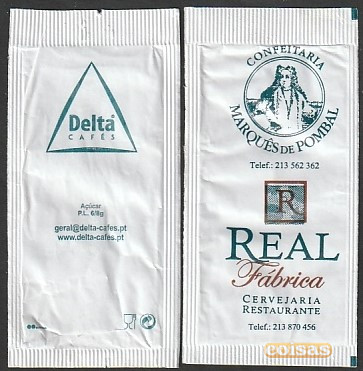 Delta
CAFÉS
Açúcar
P.L. 6/8g
geral@delta-cafes.pt
www.delta-cafes.pt
CONFEITARIA
MARQUÊS DE POMBAL
Telef.: 213 562 362
R
REAL
Fábrica
CERVEJARIA
RESTAURANTE
Telef.: 213 870 456
coisas